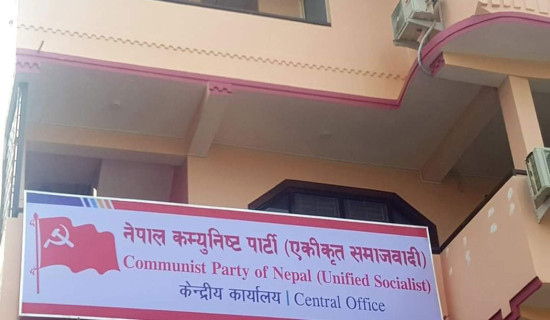 नेपाल कम्युनिष्ट पार्टी (एकीकृत समाजवादी)
Communist Party of Nepal (Unified Socialist)
केन्द्रीय कार्यालय | Central Office